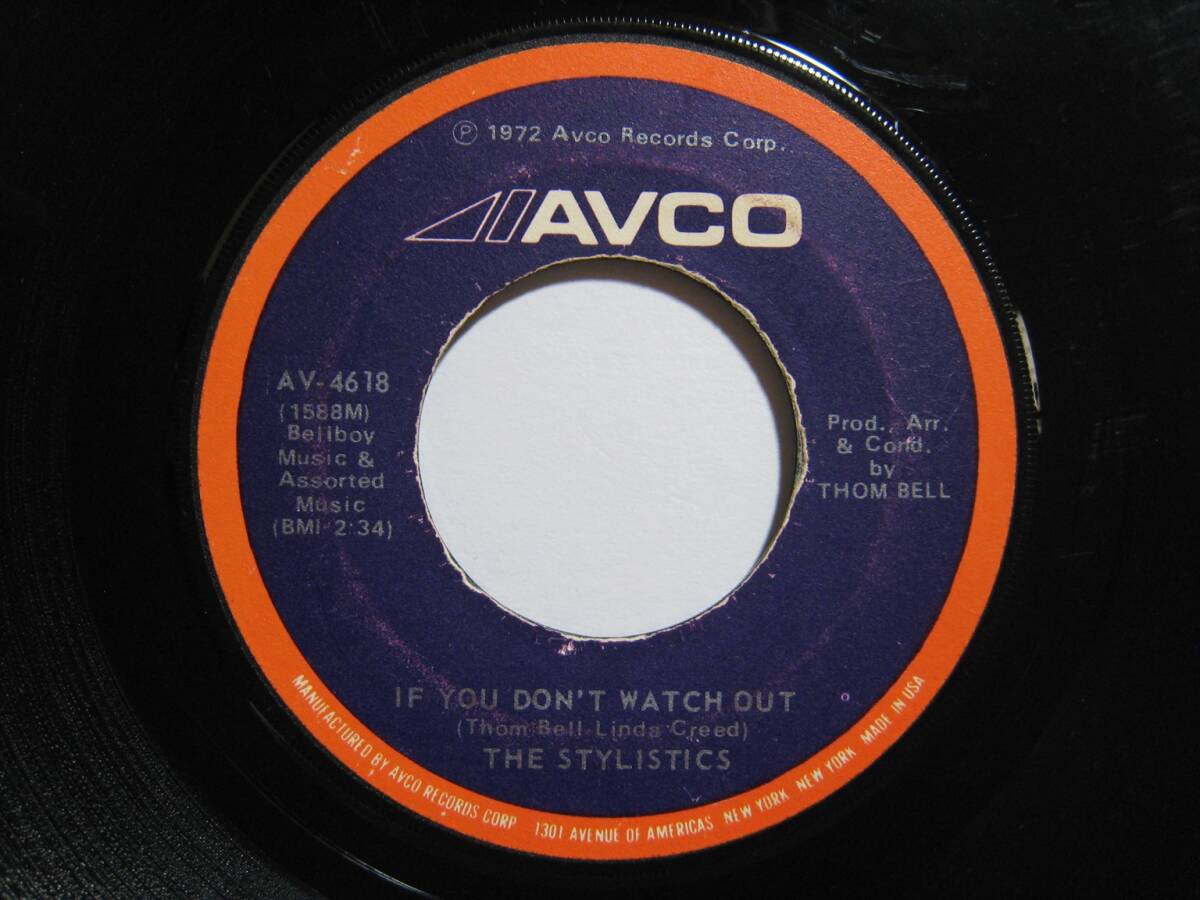 ℗ 1972 Avco Records Corp.
AVCO
AV-4618
(1588M)
Bellboy
Music &
Assorted
Music
(BMI-2:34)
Prod., Arr.
& Cond.
by
THOM BELL
IF YOU DON'T WATCH OUT
(Thom Bell-Linda Creed)
THE STYLISTICS
MANUFACTURED BY AVCO RECORDS CORP 1301 AVENUE OF AMERICAS NEW YORK NEW YORK MADE IN USA